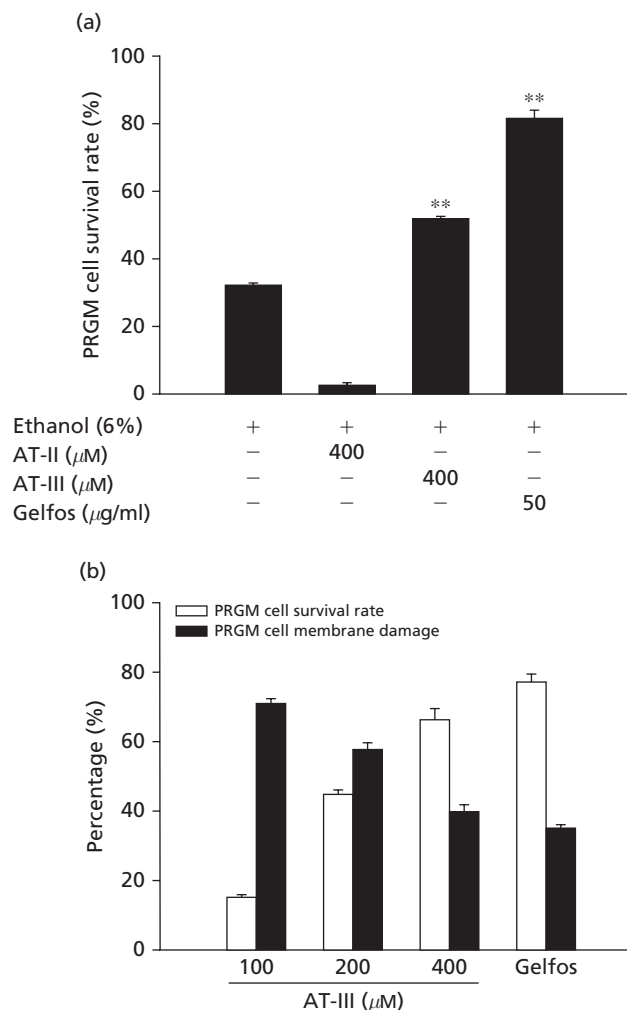 (a)
PRGM cell survival rate (%)
100
80
60
40
20
0
**
**
Ethanol (6%) + + + +
AT-II (μM) – 400 – –
AT-III (μM) – – 400 –
Gelfos (μg/ml) – – – 50
(b)
Percentage (%)
100
80
60
40
20
0
PRGM cell survival rate
PRGM cell membrane damage
100 200 400 Gelfos
AT-III (μM)